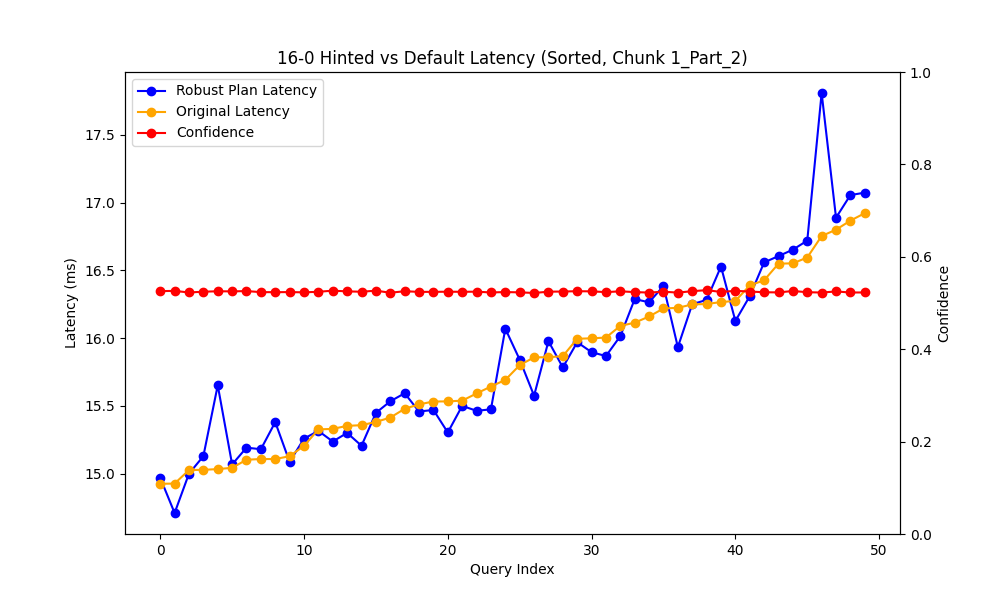 16-0 Hinted vs Default Latency (Sorted, Chunk 1_Part_2)
Robust Plan Latency
Original Latency
Confidence
Latency (ms)
17.5
17.0
16.5
16.0
15.5
15.0
1.0
0.8
0.6
0.4
0.2
0.0
Confidence
0 10 20 30 40 50
Query Index